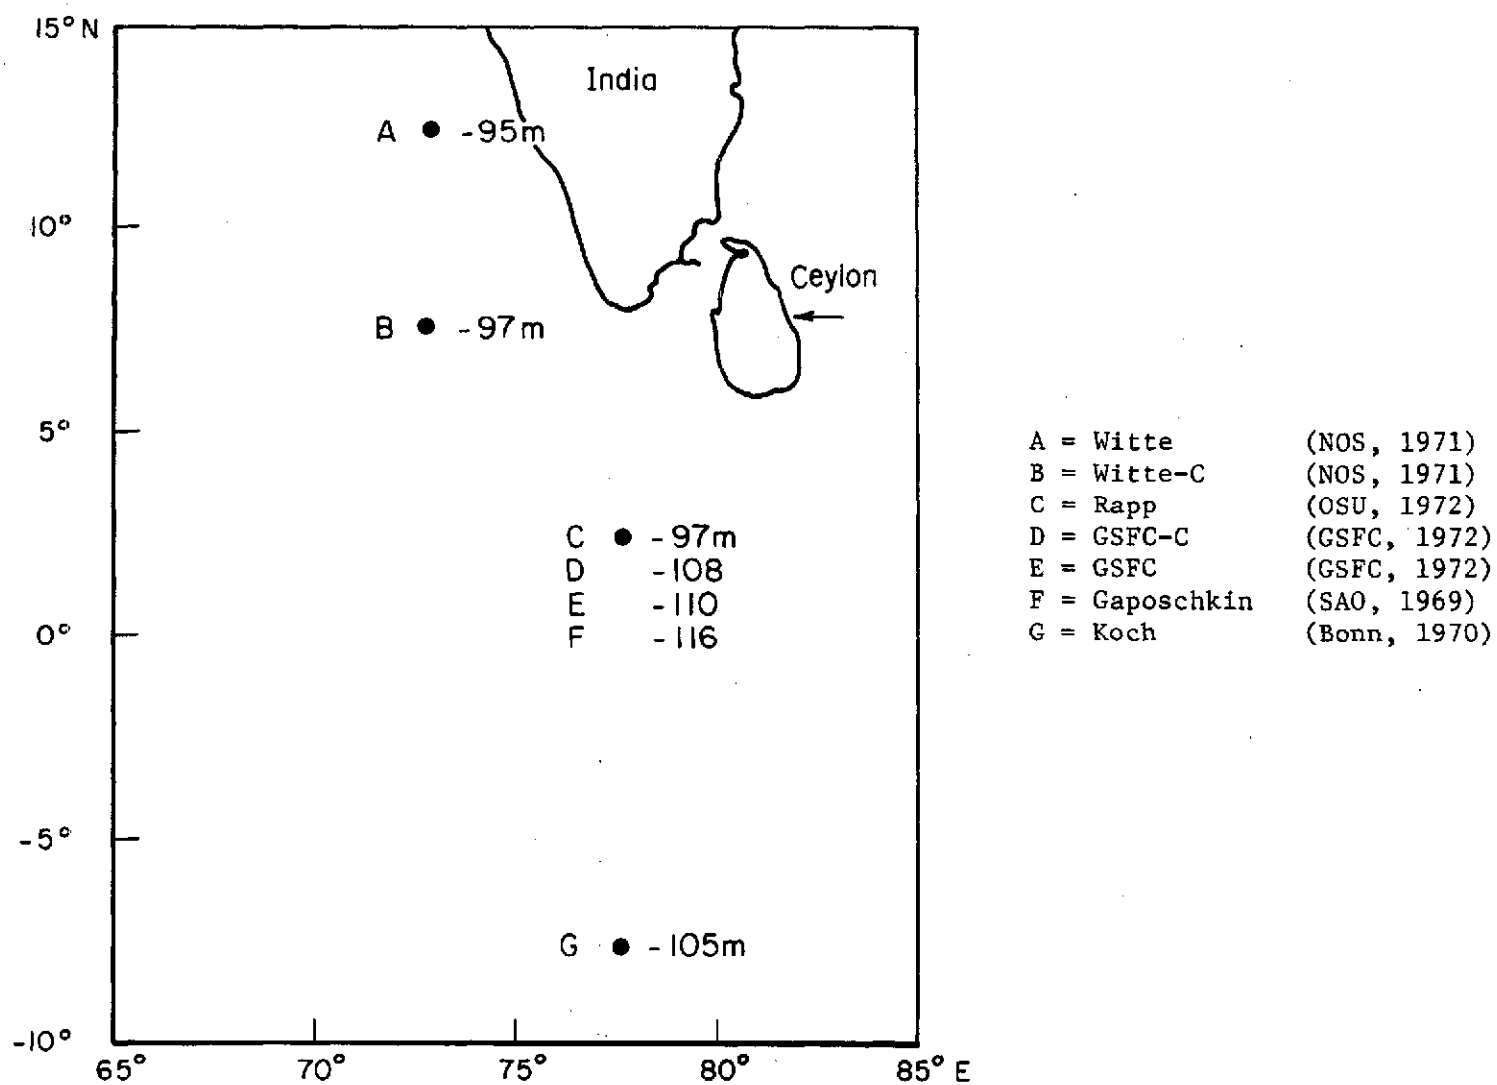 15° N
India
A -95m
10°
Ceylon
B -97m
5°
A = Witte (NOS, 1971)
B = Witte-C (NOS, 1971)
C = Rapp (OSU, 1972)
D = GSFC-C (GSFC, 1972)
E = GSFC (GSFC, 1972)
F = Gaposchkin (SAO, 1969)
G = Koch (Bonn, 1970)
C -97m
D -108
E -110
F -116
0°
-5°
G -105m
-10°
65° 70° 75° 80° 85° E